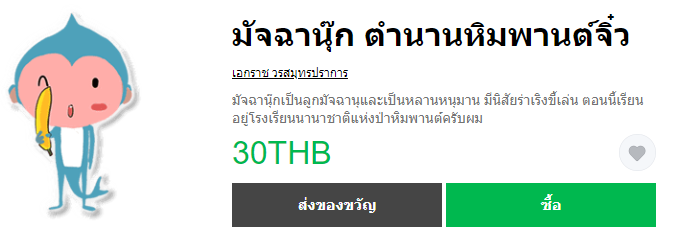 มัจฉานุ๊ก ตำนานหิมพานต์จิ๋ว
เอกราช วรสมุทรปราการ
มัจฉานุ๊กเป็นลูกมัจฉานุและเป็นหลานหนุมาน มีนิสัยร่าเริงขี้เล่น ตอนนี้เรียน
อยู่โรงเรียนนานาชาติแห่งป่าหิมพานต์ครับผม
30THB
ส่งของขวัญ
ซื้อ